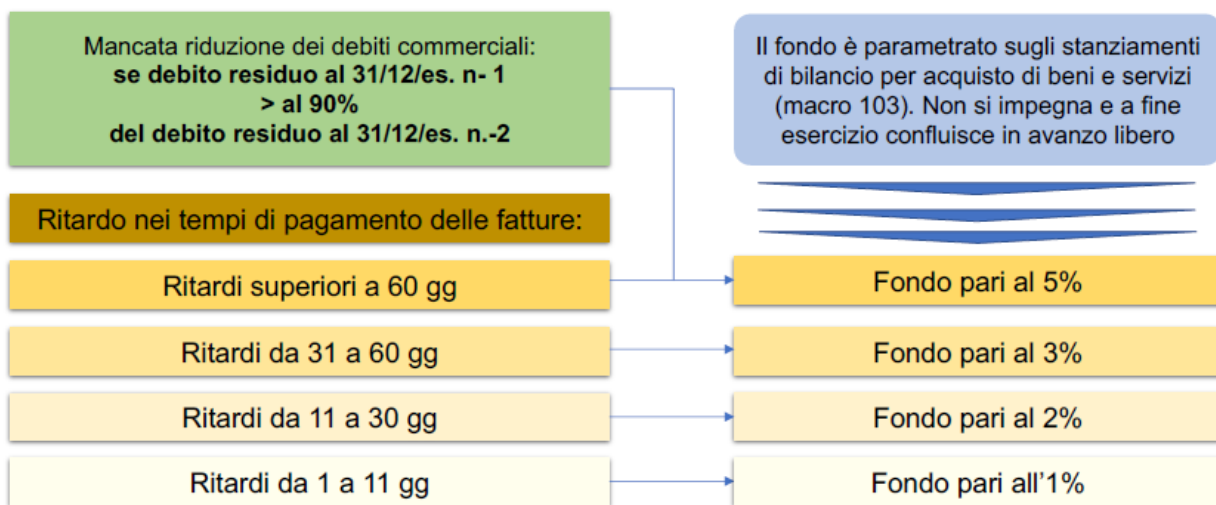 Mancata riduzione dei debiti commerciali:
se debito residuo al 31/12/es. n- 1
> al 90%
del debito residuo al 31/12/es. n.-2
Il fondo è parametrato sugli stanziamenti
di bilancio per acquisto di beni e servizi
(macro 103). Non si impegna e a fine
esercizio confluisce in avanzo libero
Ritardo nei tempi di pagamento delle fatture:
Ritardi superiori a 60 gg
Fondo pari al 5%
Ritardi da 31 a 60 gg
Fondo pari al 3%
Ritardi da 11 a 30 gg
Fondo pari al 2%
Ritardi da 1 a 11 gg
Fondo pari all'1%